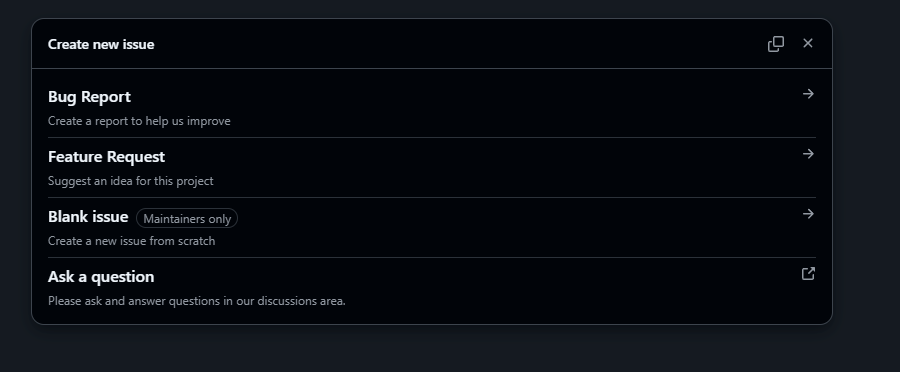 Create new issue
Bug Report
Create a report to help us improve
Feature Request
Suggest an idea for this project
Blank issue Maintainers only
Create a new issue from scratch
Ask a question
Please ask and answer questions in our discussions area.